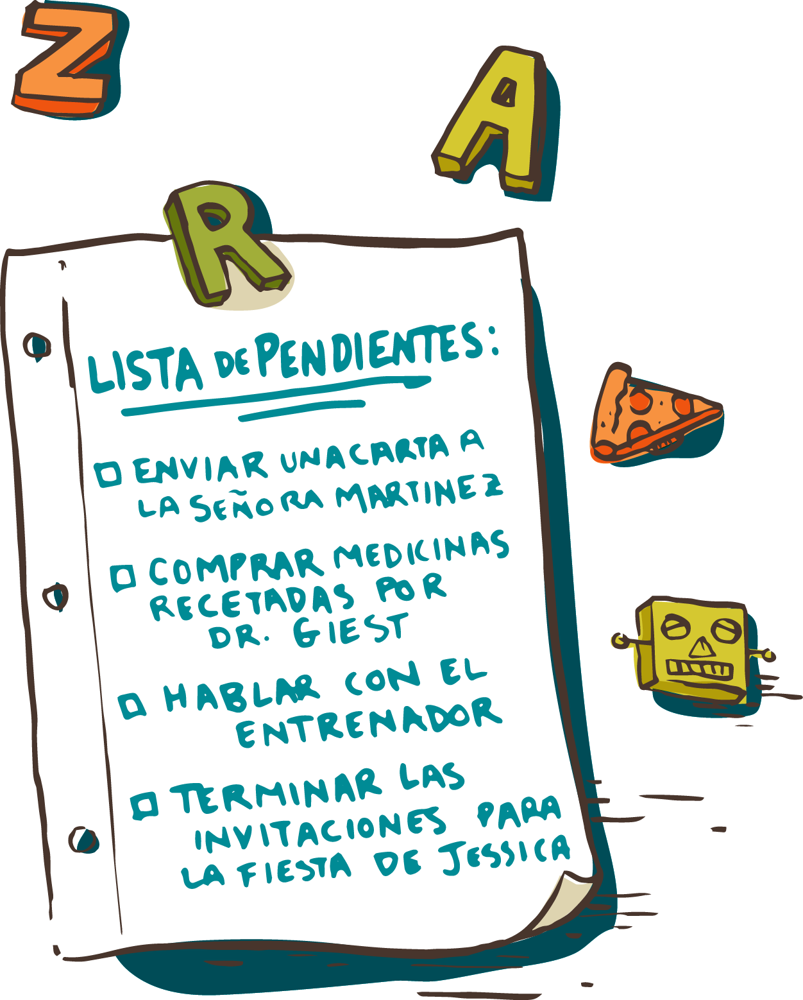 Z
A
R
LISTA DE PENDIENTES:
ENVIAR UNA CARTA A
LA SEÑORA MARTINEZ
COMPRAR MEDICINAS
RECETADAS POR
DR. GIEST
HABLAR CON EL
ENTRENADOR
TERMINAR LAS
INVITACIONES PARA
LA FIESTA DE JESSICA